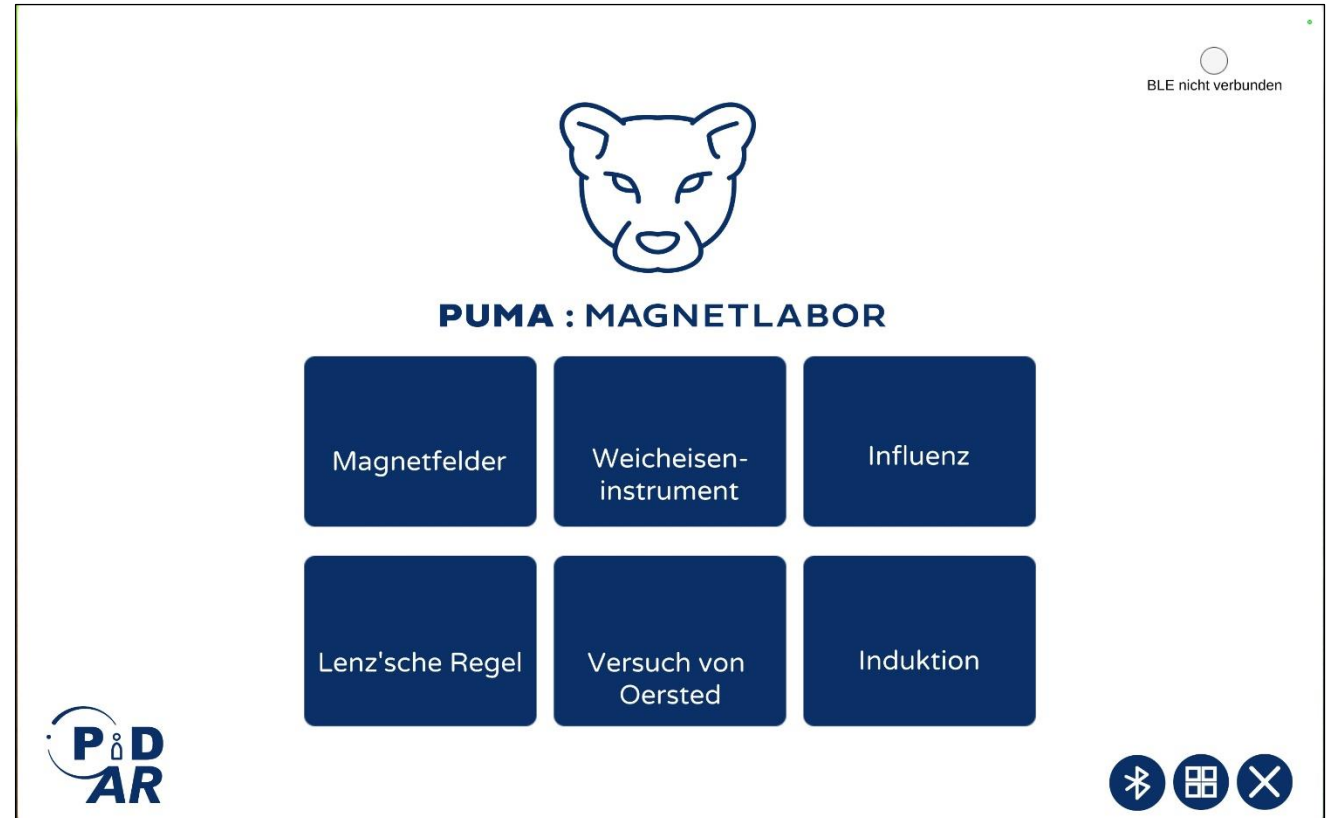 BLE nicht verbunden
PUMA : MAGNETLABOR
Magnetfelder
Weicheisen-
instrument
Influenz
Lenz'sche Regel
Versuch von
Oersted
Induktion
PiD
AR